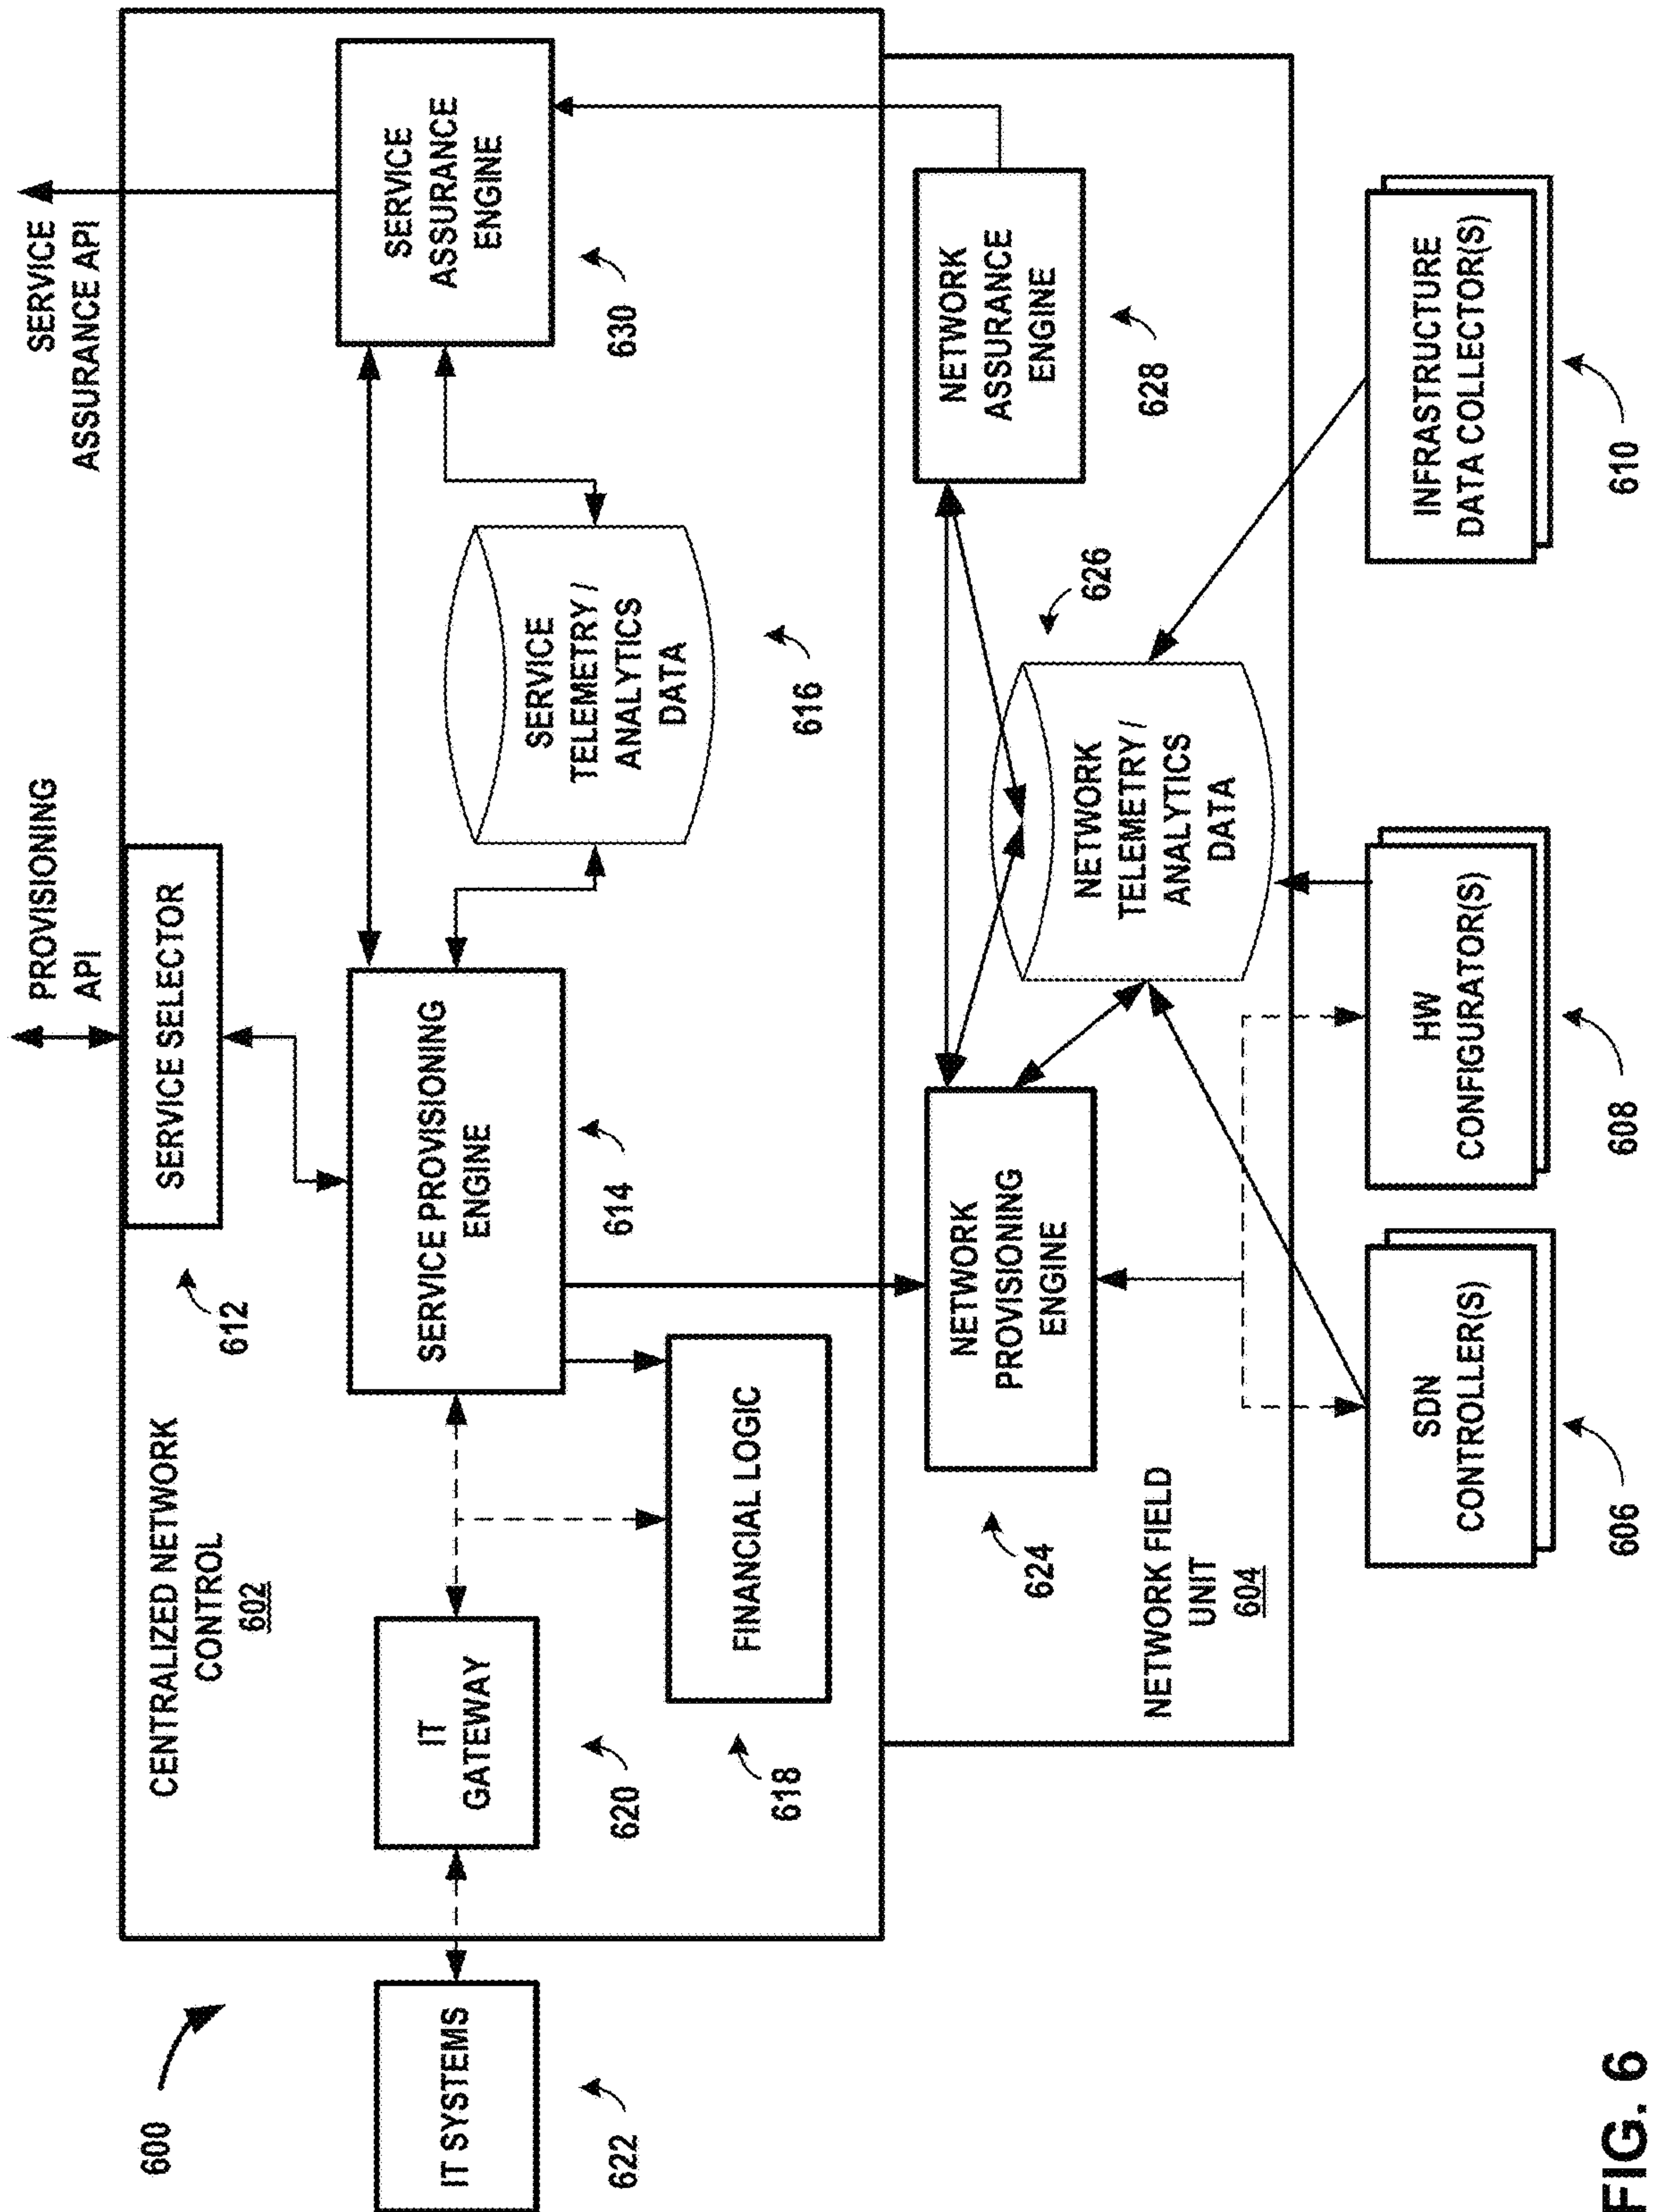 600
PROVISIONING
API
SERVICE
ASSURANCE API
CENTRALIZED NETWORK
CONTROL
602
SERVICE SELECTOR
612
IT SYSTEMS
622
IT
GATEWAY
620
SERVICE PROVISIONING
ENGINE
614
SERVICE
TELEMETRY /
ANALYTICS
DATA
616
SERVICE
ASSURANCE
ENGINE
630
FINANCIAL LOGIC
618
NETWORK
PROVISIONING
ENGINE
624
NETWORK
TELEMETRY /
ANALYTICS
DATA
626
NETWORK
ASSURANCE
ENGINE
628
NETWORK FIELD
UNIT
604
SDN
CONTROLLER(S)
606
HW
CONFIGURATOR(S)
608
INFRASTRUCTURE
DATA COLLECTOR(S)
610
FIG. 6